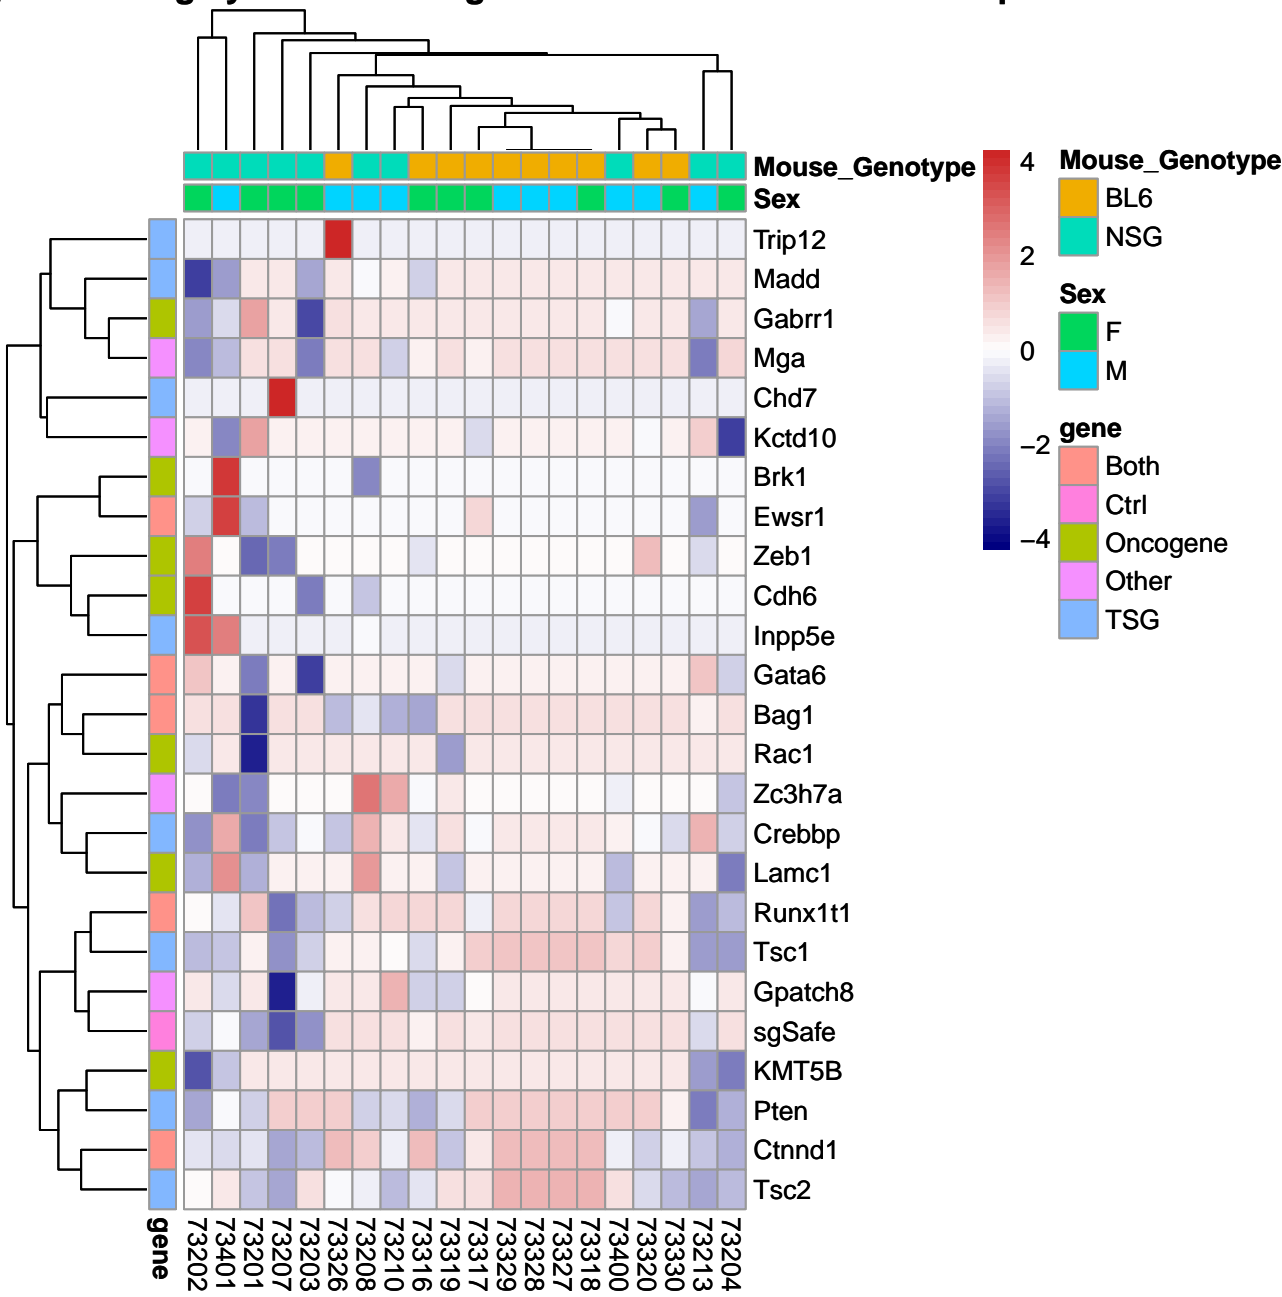 Mouse_Genotype
Sex
Trip12
Madd
Gabrr1
Mga
Chd7
Kctd10
Brk1
Ewsr1
Zeb1
Cdh6
Inpp5e
Gata6
Bag1
Rac1
Zc3h7a
Crebbp
Lamc1
Runx1t1
Tsc1
Gpatch8
sgSafe
KMT5B
Pten
Ctnnd1
Tsc2
gene
73202
73401
73201
73207
73203
73326
73208
73210
73316
73319
73317
73329
73328
73327
73318
73400
73320
73330
73213
73204
4
2
0
−2
−4
Mouse_Genotype
BL6
NSG
Sex
F
M
gene
Both
Ctrl
Oncogene
Other
TSG